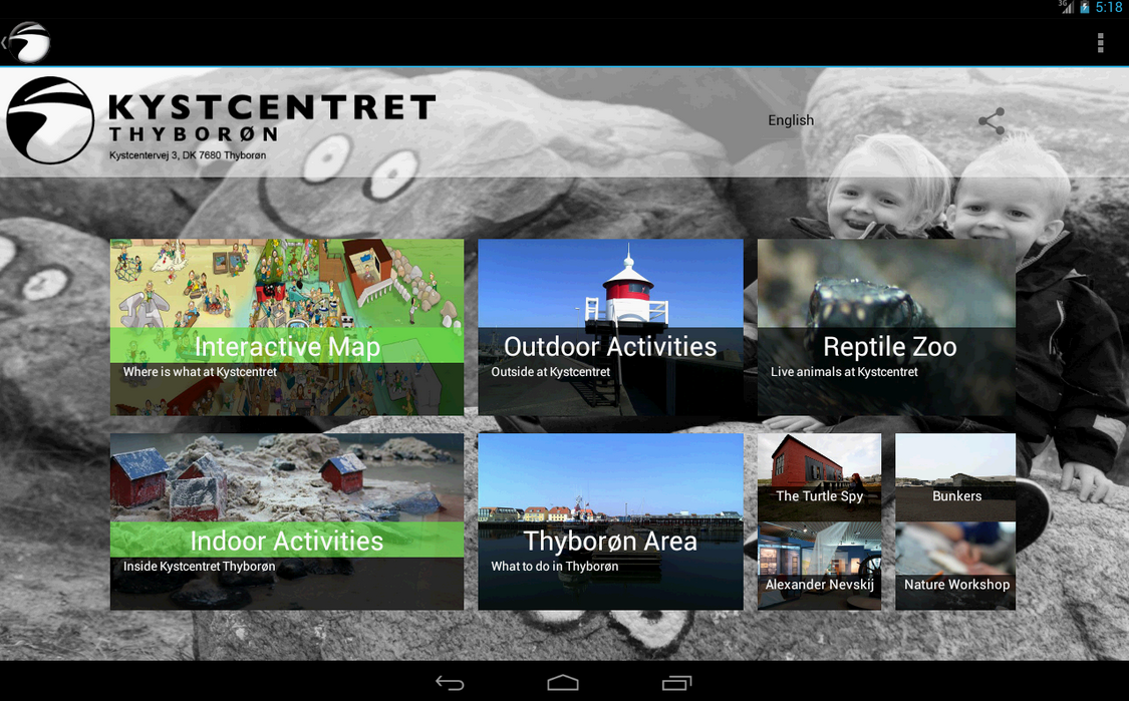 3G 5:18
KYSTCENTRET
THYBORØN
Kystcentervej 3, DK 7680 Thyborøn
English
Interactive Map
Where is what at Kystcentret
Outdoor Activities
Outside at Kystcentret
Reptile Zoo
Live animals at Kystcentret
Indoor Activities
Inside Kystcentret Thyborøn
Thyborøn Area
What to do in Thyborøn
The Turtle Spy
Bunkers
Alexander Nevskij
Nature Workshop